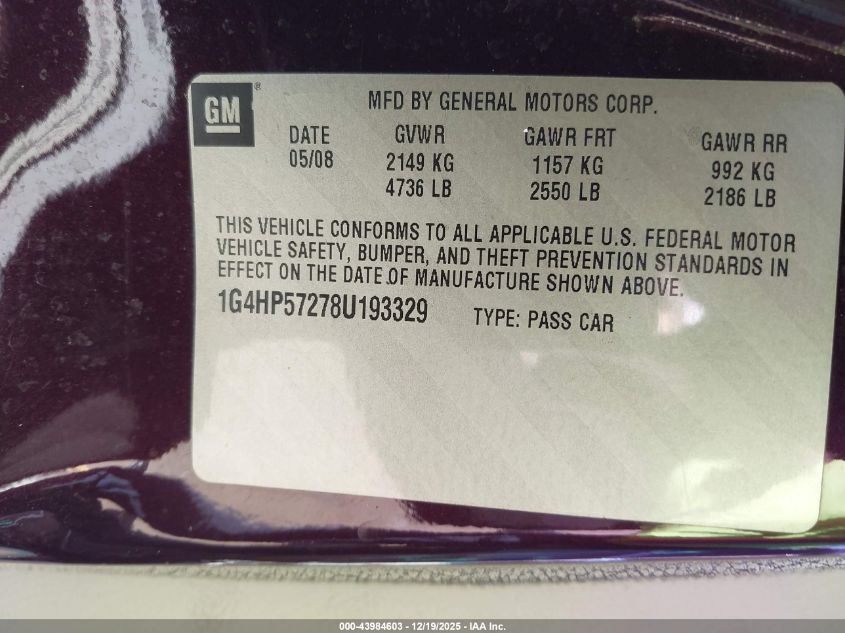 GM®
MFD BY GENERAL MOTORS CORP.
DATE GVWR GAWR FRT GAWR RR
05/08 2149 KG 1157 KG 992 KG
4736 LB 2550 LB 2186 LB
THIS VEHICLE CONFORMS TO ALL APPLICABLE U.S. FEDERAL MOTOR
VEHICLE SAFETY, BUMPER, AND THEFT PREVENTION STANDARDS IN
EFFECT ON THE DATE OF MANUFACTURE SHOWN ABOVE.
1G4HP57278U193329 TYPE: PASS CAR
000-43984603 - 12/19/2025 - IAA Inc.